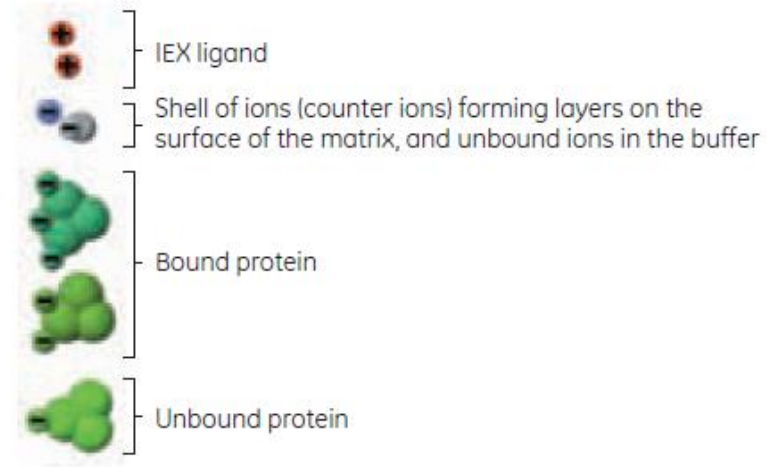 +
+
IEX ligand
-
-
Shell of ions (counter ions) forming layers on the
surface of the matrix, and unbound ions in the buffer
-
-
-
Bound protein
-
-
-
Unbound protein